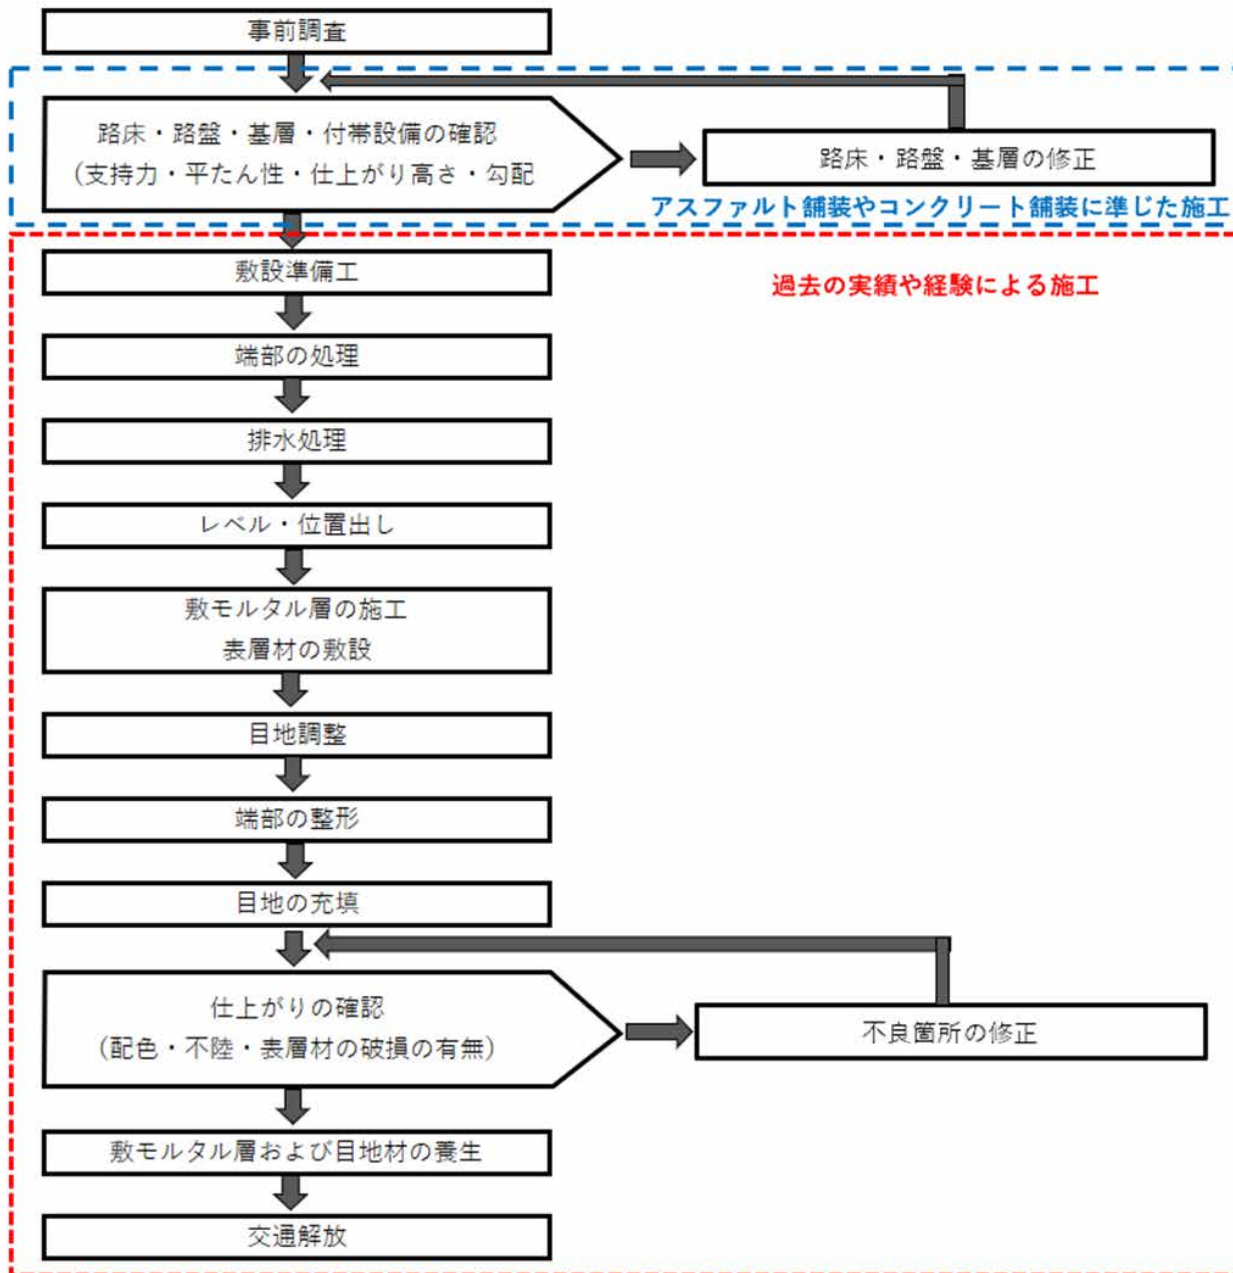 事前調査
路床・路盤・基層・付帯設備の確認
(支持力・平たん性・仕上がり高さ・勾配
路床・路盤・基層の修正
アスファルト舗装やコンクリート舗装に準じた施工
敷設準備工
過去の実績や経験による施工
端部の処理
排水処理
レベル・位置出し
敷モルタル層の施工
表層材の敷設
目地調整
端部の整形
目地の充填
仕上がりの確認
(配色・不陸・表層材の破損の有無)
不良箇所の修正
敷モルタル層および目地材の養生
交通解放